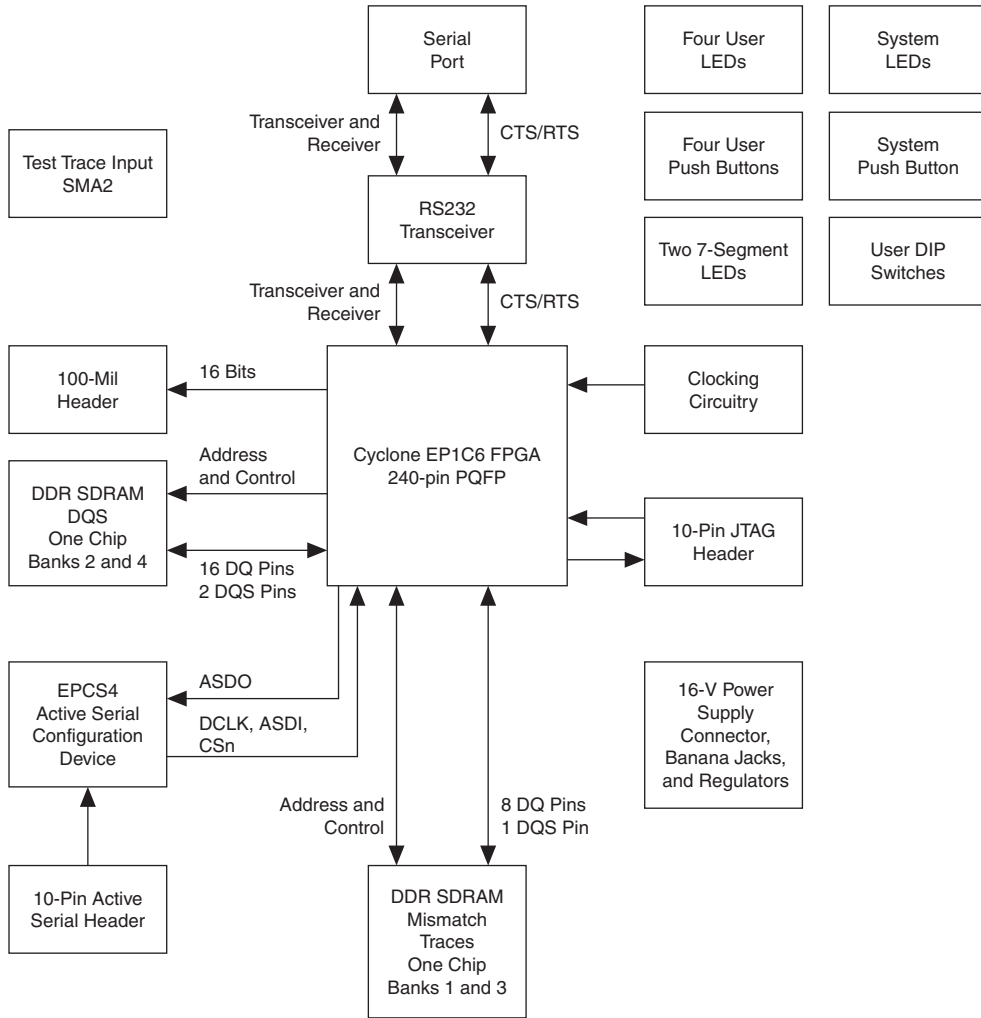 Serial
Port
Four User
LEDs
System
LEDs
Transceiver and
Receiver
CTS/RTS
Test Trace Input
SMA2
Four User
Push Buttons
System
Push Button
RS232
Transceiver
Two 7-Segment
LEDs
User DIP
Switches
Transceiver and
Receiver
CTS/RTS
100-Mil
Header
16 Bits
Clocking
Circuitry
Cyclone EP1C6 FPGA
240-pin PQFP
Address
and Control
DDR SDRAM
DQS
One Chip
Banks 2 and 4
16 DQ Pins
2 DQS Pins
10-Pin JTAG
Header
EPCS4
Active Serial
Configuration
Device
ASDO
DCLK, ASDI,
CSn
16-V Power
Supply
Connector,
Banana Jacks,
and Regulators
Address and
Control
8 DQ Pins
1 DQS Pin
10-Pin Active
Serial Header
DDR SDRAM
Mismatch
Traces
One Chip
Banks 1 and 3